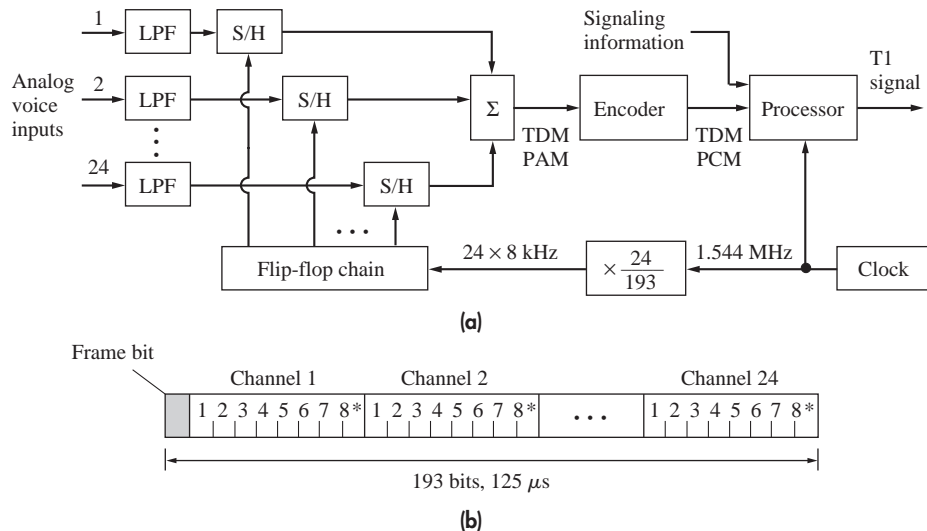 1
LPF
S/H
Analog
voice
inputs
2
LPF
S/H
24
LPF
S/H
Σ
TDM
PAM
Encoder
TDM
PCM
Signaling
information
Processor
T1
signal
Flip-flop chain
24 × 8 kHz
× 24/193
1.544 MHz
Clock
(a)
Frame bit
Channel 1
Channel 2
Channel 24
1 2 3 4 5 6 7 8* 1 2 3 4 5 6 7 8* • • • 1 2 3 4 5 6 7 8*
193 bits, 125 μs
(b)